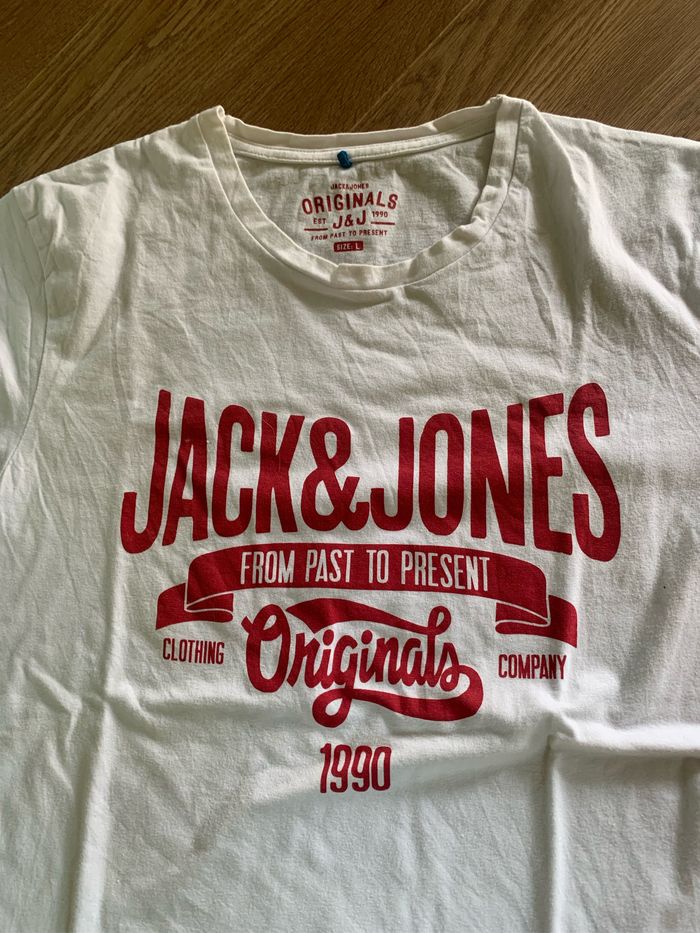 JACK&JONES
ORIGINALS
EST J&J 1990
FROM PAST TO PRESENT
SIZE: L
JACK&JONES
FROM PAST TO PRESENT
CLOTHING Originals COMPANY
1990